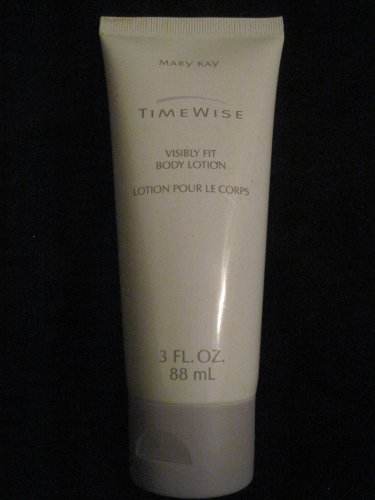 MARY KAY
TIMEWISE
VISIBLY FIT
BODY LOTION
LOTION POUR LE CORPS
3 FL. OZ.
88 mL